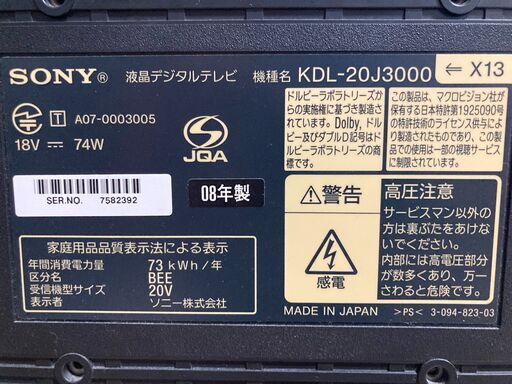 SONY® 液晶デジタルテレビ 機種名 KDL-20J3000 ⇐ X13
T A07-0003005
18V ⎓ 74W
JQA
ドルビーラボラトリーズか
らの実施権に基づき製造さ
れています。Dolby、ドル
ビー及びダブルD記号はド
ルビーラボラトリーズの商
標です。
この製品は、マクロビジョン社が
保有する日本特許第1925090号
の特許技術のライセンス供与によ
り製造されたものであり、この製品
での使用は一部の視聴サービス
に制限されています。
SER.NO. 7582392
08年製
警告
感電
高圧注意
サービスマン以外の
方は裏ぶたをあけな
いでください。
内部には高電圧部分
が数多くあり、万一
さわると危険です。
家庭用品品質表示法による表示
年間消費電力量 73 kWh/年
区分名 BEE
受信機型サイズ 20V
表示者 ソニー株式会社
MADE IN JAPAN >PS< 3-094-823-03